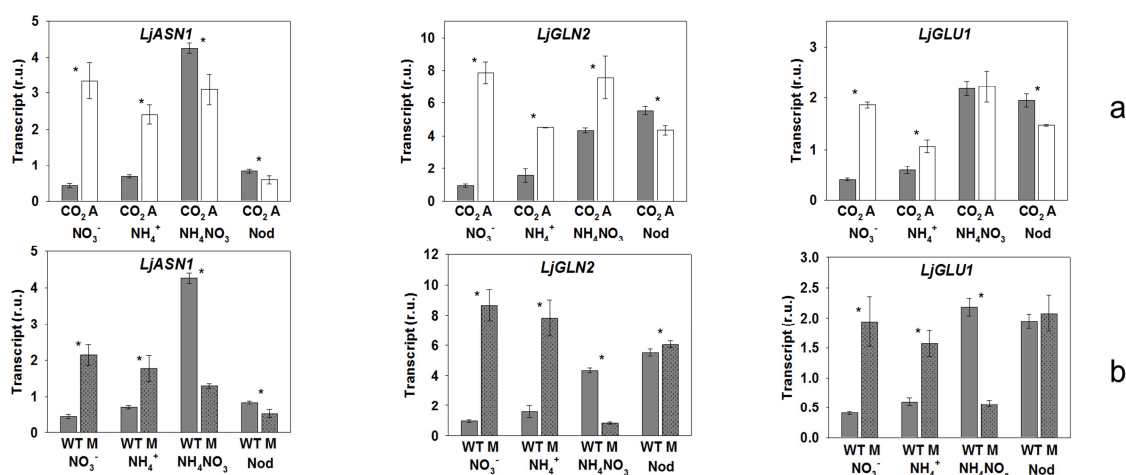 LjASN1
Transcript (r.u.)
5
4
3
2
1
0
* * * *
CO2 A CO2 A CO2 A CO2 A
NO3- NH4+ NH4NO3 Nod
LjGLN2
Transcript (r.u.)
10
8
6
4
2
0
* * * *
CO2 A CO2 A CO2 A CO2 A
NO3- NH4+ NH4NO3 Nod
LjGLU1
Transcript (r.u.)
3
2
1
0
* * *
CO2 A CO2 A CO2 A CO2 A
NO3- NH4+ NH4NO3 Nod
a
LjASN1
Transcript (r.u.)
5
4
3
2
1
0
* * * *
WT M WT M WT M WT M
NO3- NH4+ NH4NO3 Nod
LjGLN2
Transcript (r.u.)
12
10
8
6
4
2
0
* * * *
WT M WT M WT M WT M
NO3- NH4+ NH4NO3 Nod
LjGLU1
Transcript (r.u.)
2.5
2.0
1.5
1.0
0.5
0.0
* * *
WT M WT M WT M WT M
NO3- NH4+ NH4NO3 Nod
b